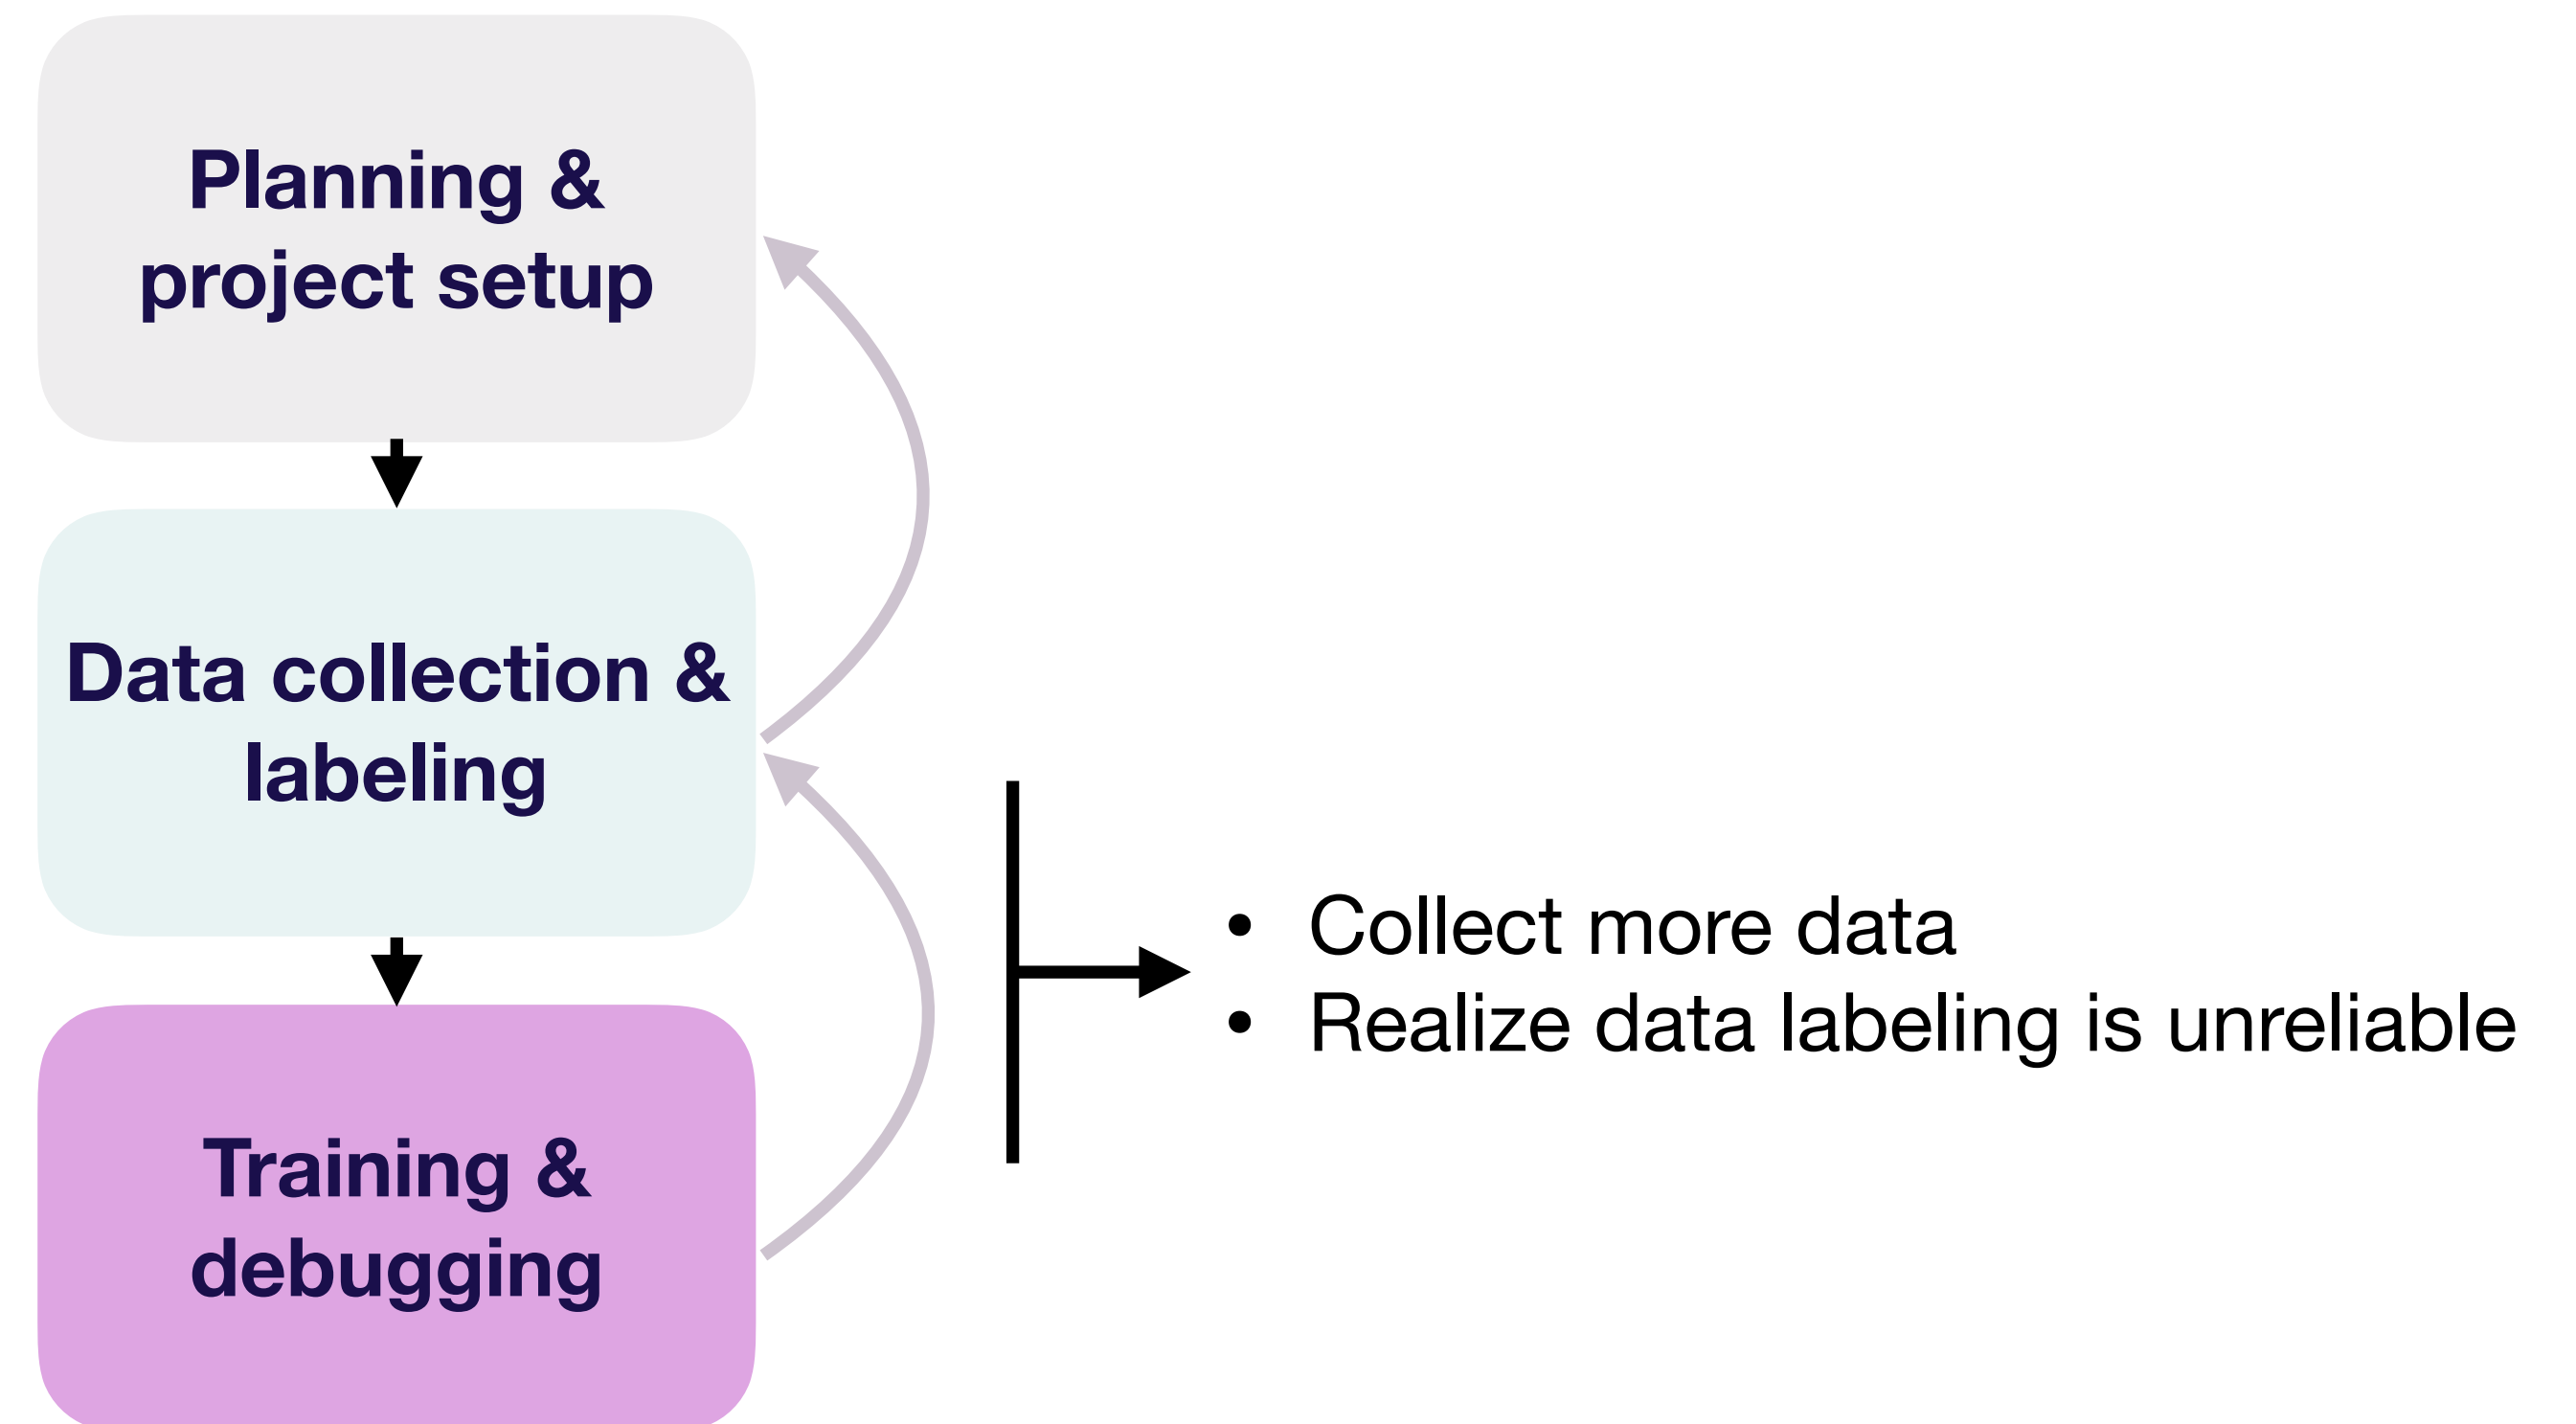 Planning &
project setup
Data collection &
labeling
• Collect more data
• Realize data labeling is unreliable
Training &
debugging